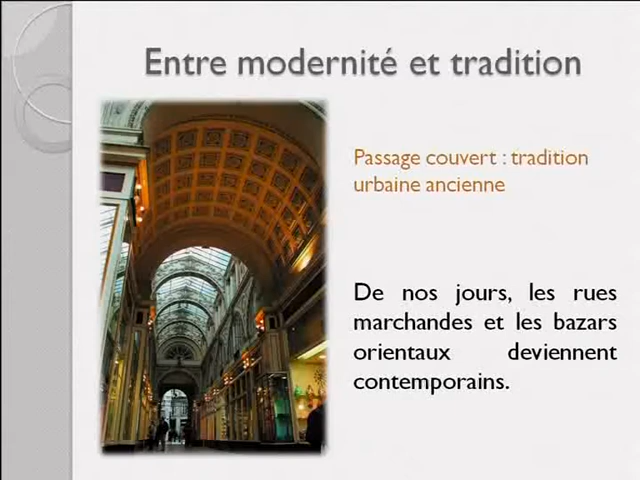 Entre modernité et tradition
Passage couvert : tradition
urbaine ancienne
De nos jours, les rues
marchandes et les bazars
orientaux deviennent
contemporains.